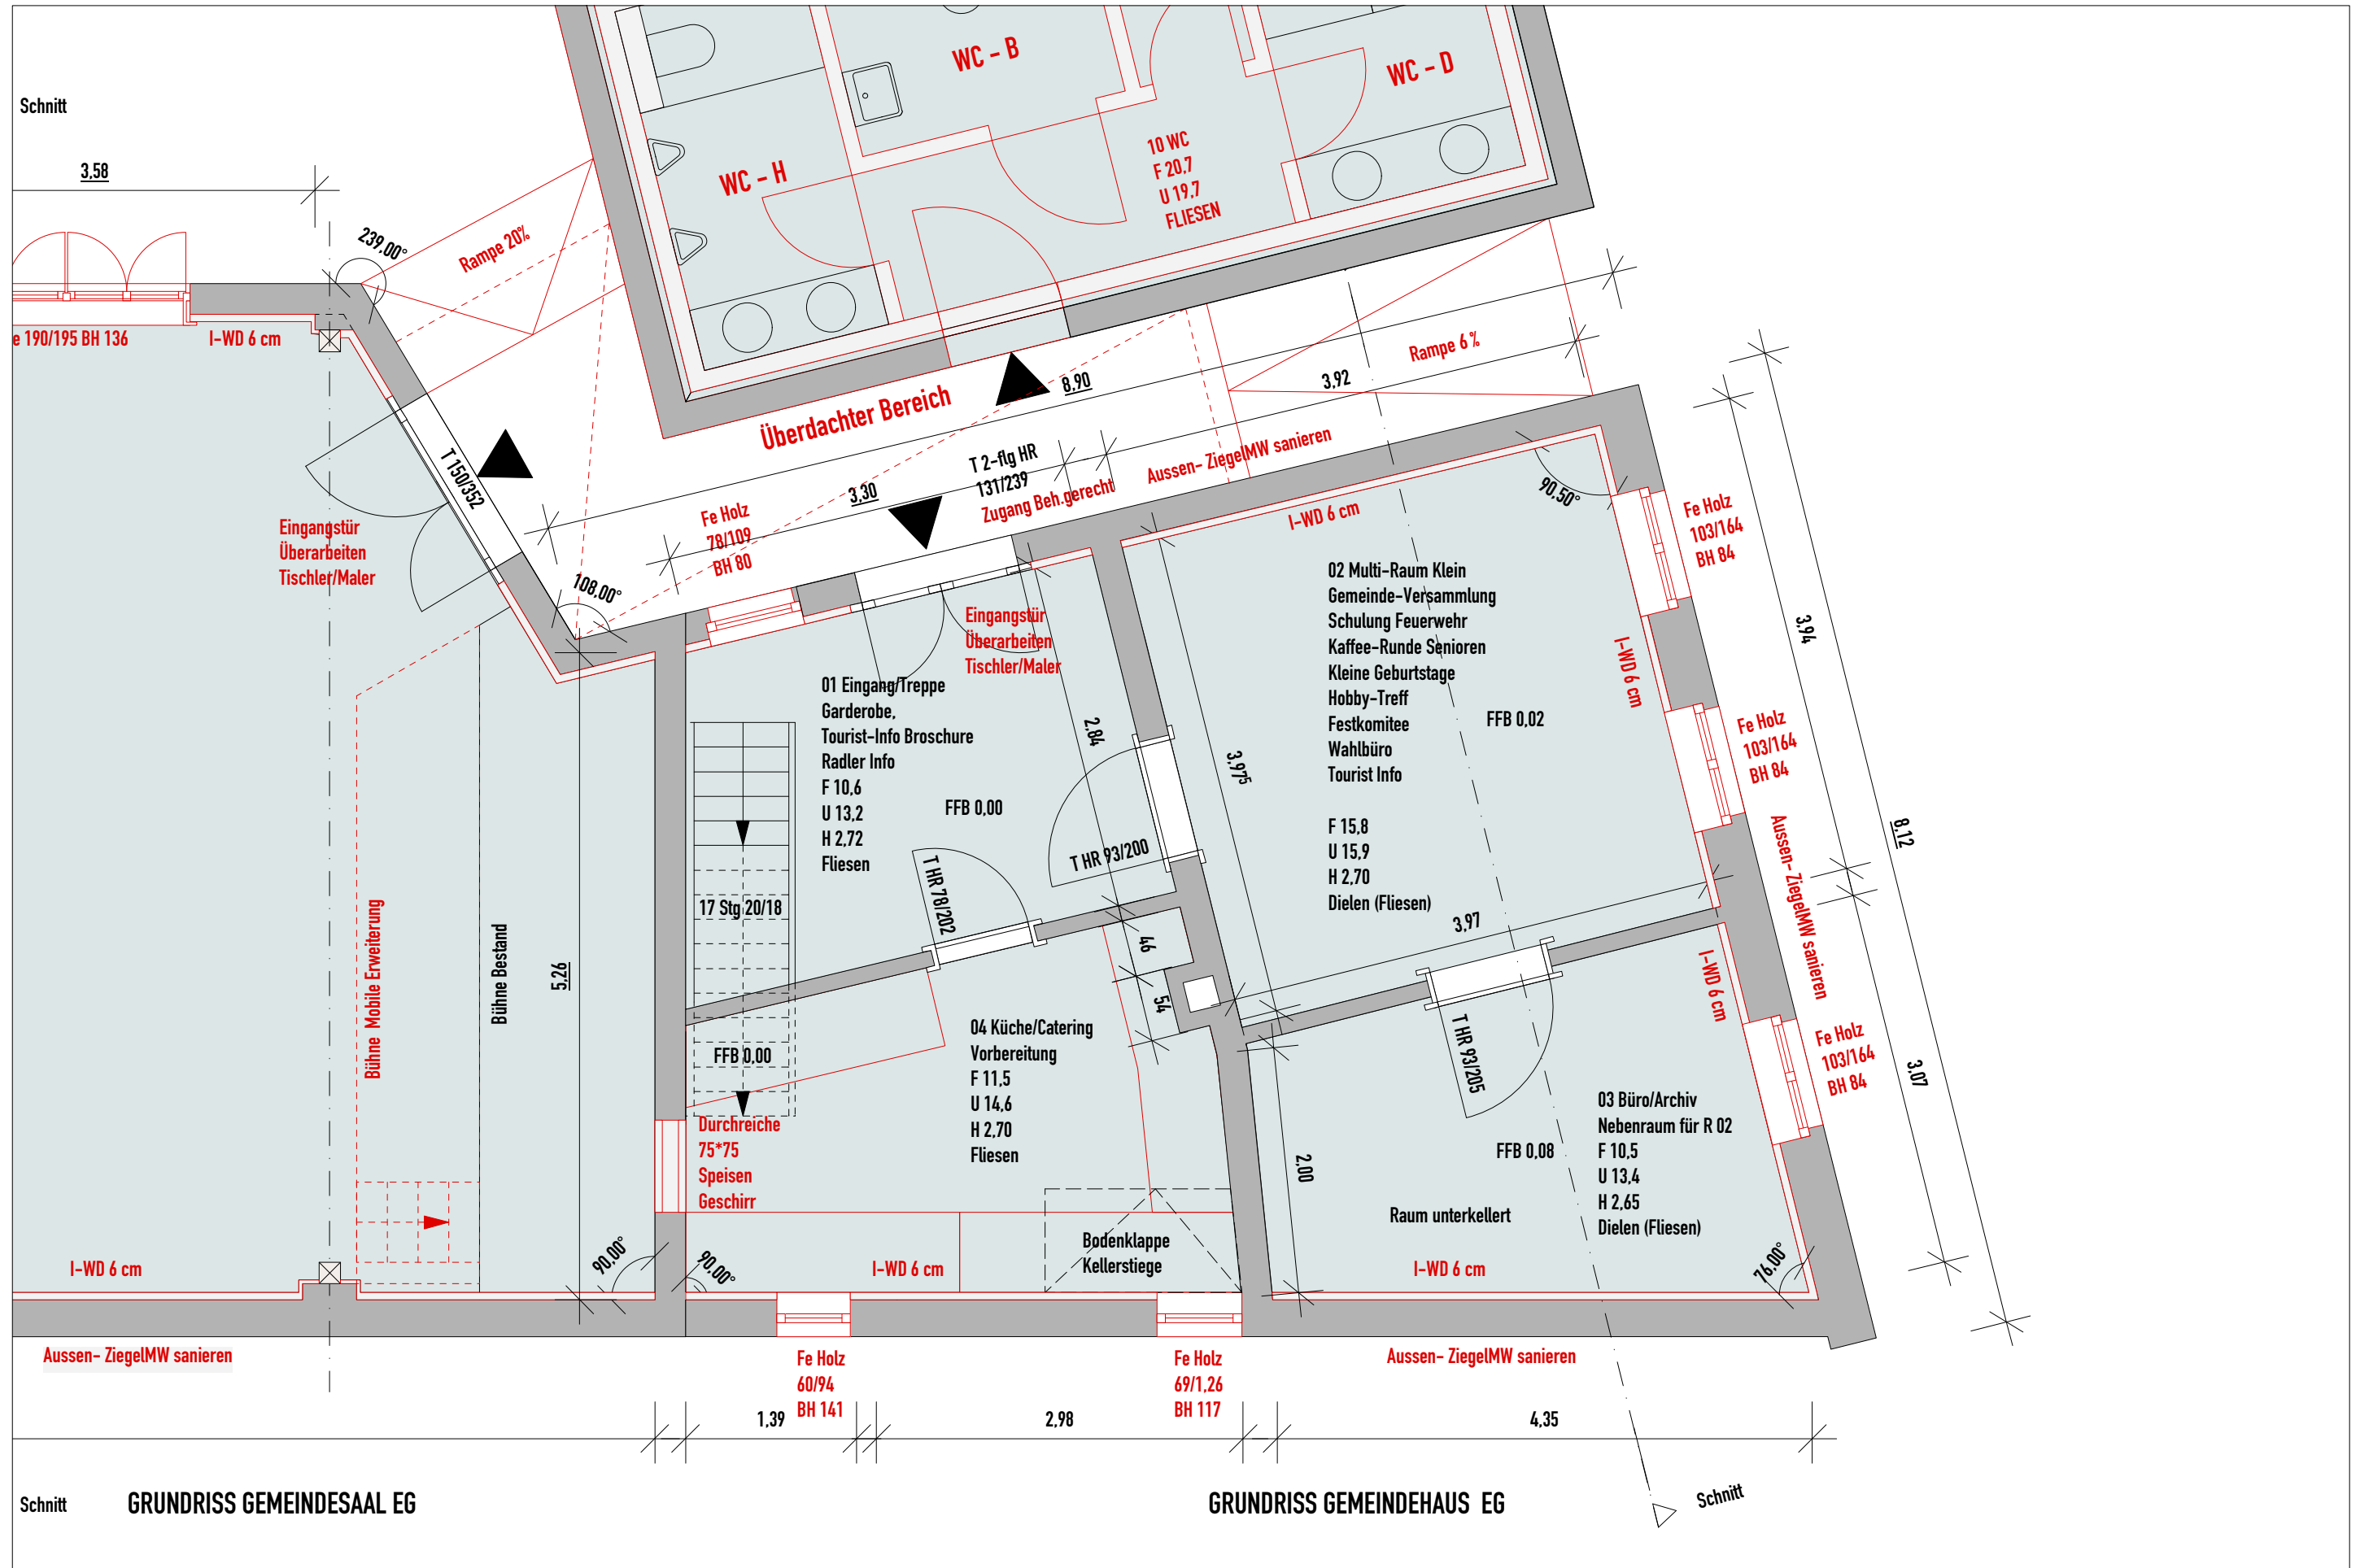 Schnitt
3,58
239.00°
Rampe 20%
WC - H
WC - B
WC - D
10 WC
F 20,7
U 19,7
FLIESEN
e 190/195 BH 136
I-WD 6 cm
T 150/352
Eingangstür
Überarbeiten
Tischler/Maler
108.00°
Überdachter Bereich
8,90
3,92
Rampe 6%
3,30
T 2-flg HR
131/239
Zugang Beh.gerecht
Aussen- ZiegelMW sanieren
Fe Holz
78/109
BH 80
Eingangstür
Überarbeiten
Tischler/Maler
I-WD 6 cm
90.50°
Fe Holz
103/164
BH 84
3,94
8,12
01 Eingang/Treppe
Garderobe,
Tourist-Info Broschure
Radler Info
F 10,6
U 13,2
H 2,72
Fliesen
FFB 0,00
2,84
3,97⁵
02 Multi-Raum Klein
Gemeinde-Versammlung
Schulung Feuerwehr
Kaffee-Runde Senioren
Kleine Geburtstage
Hobby-Treff
Festkomitee
Wahlbüro
Tourist Info
F 15,8
U 15,9
H 2,70
Dielen (Fliesen)
FFB 0,02
I-WD 6 cm
Fe Holz
103/164
BH 84
Aussen- ZiegelMW sanieren
T HR 93/200
T HR 78/202
17 Stg 20/18
3,97
46
54
Bühne Mobile Erweiterung
Bühne Bestand
5,26
FFB 0,00
04 Küche/Catering
Vorbereitung
F 11,5
U 14,6
H 2,70
Fliesen
Durchreiche
75*75
Speisen
Geschirr
T HR 93/205
I-WD 6 cm
Fe Holz
103/164
BH 84
3,07
2,00
03 Büro/Archiv
Nebenraum für R 02
F 10,5
U 13,4
H 2,65
Dielen (Fliesen)
FFB 0,08
Raum unterkellert
Bodenklappe
Kellerstiege
I-WD 6 cm
90.00°
90.00°
I-WD 6 cm
I-WD 6 cm
76.00°
Aussen- ZiegelMW sanieren
Fe Holz
60/94
BH 141
Fe Holz
69/1,26
BH 117
Aussen- ZiegelMW sanieren
1,39
2,98
4,35
Schnitt
GRUNDRISS GEMEINDESAAL EG
GRUNDRISS GEMEINDEHAUS EG
Schnitt